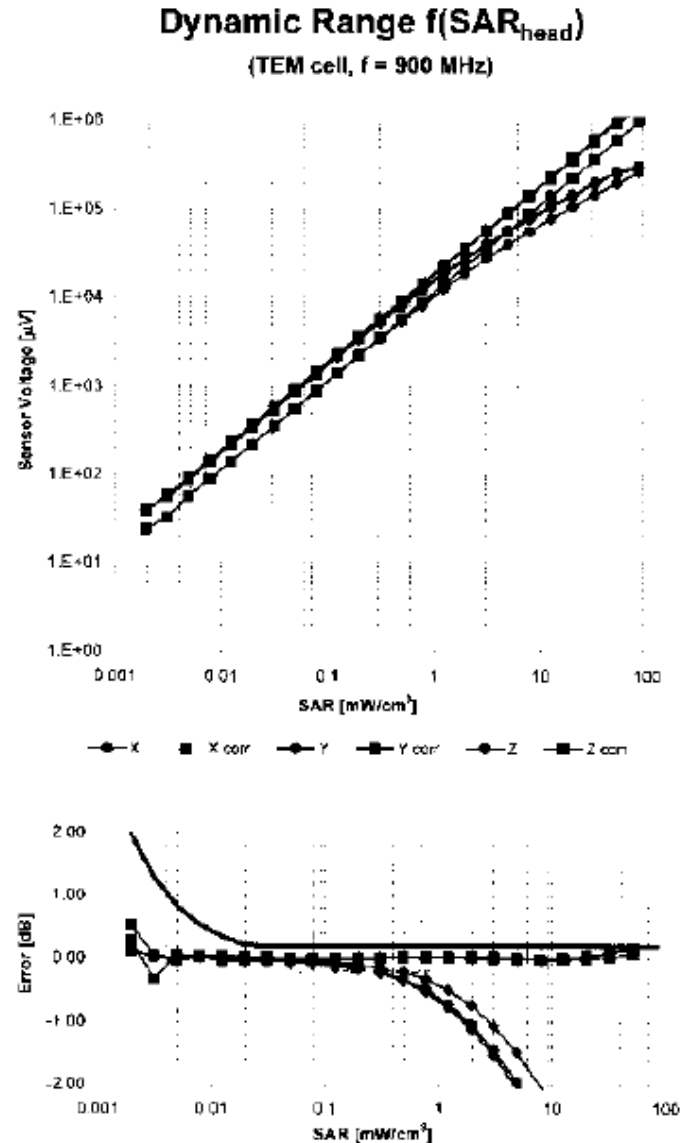 Dynamic Range f(SAR_head)
(TEM cell, f = 900 MHz)
1.E+06
1.E+05
1.E+04
1.E+03
1.E+02
1.E+01
1.E+00
Sensor Voltage [µV]
0.001 0.01 0.1 1 10 100
SAR [mW/cm³]
X X corr Y Y corr Z Z corr
2.00
1.00
0.00
-1.00
-2.00
Error [dB]
0.001 0.01 0.1 1 10 100
SAR [mW/cm³]